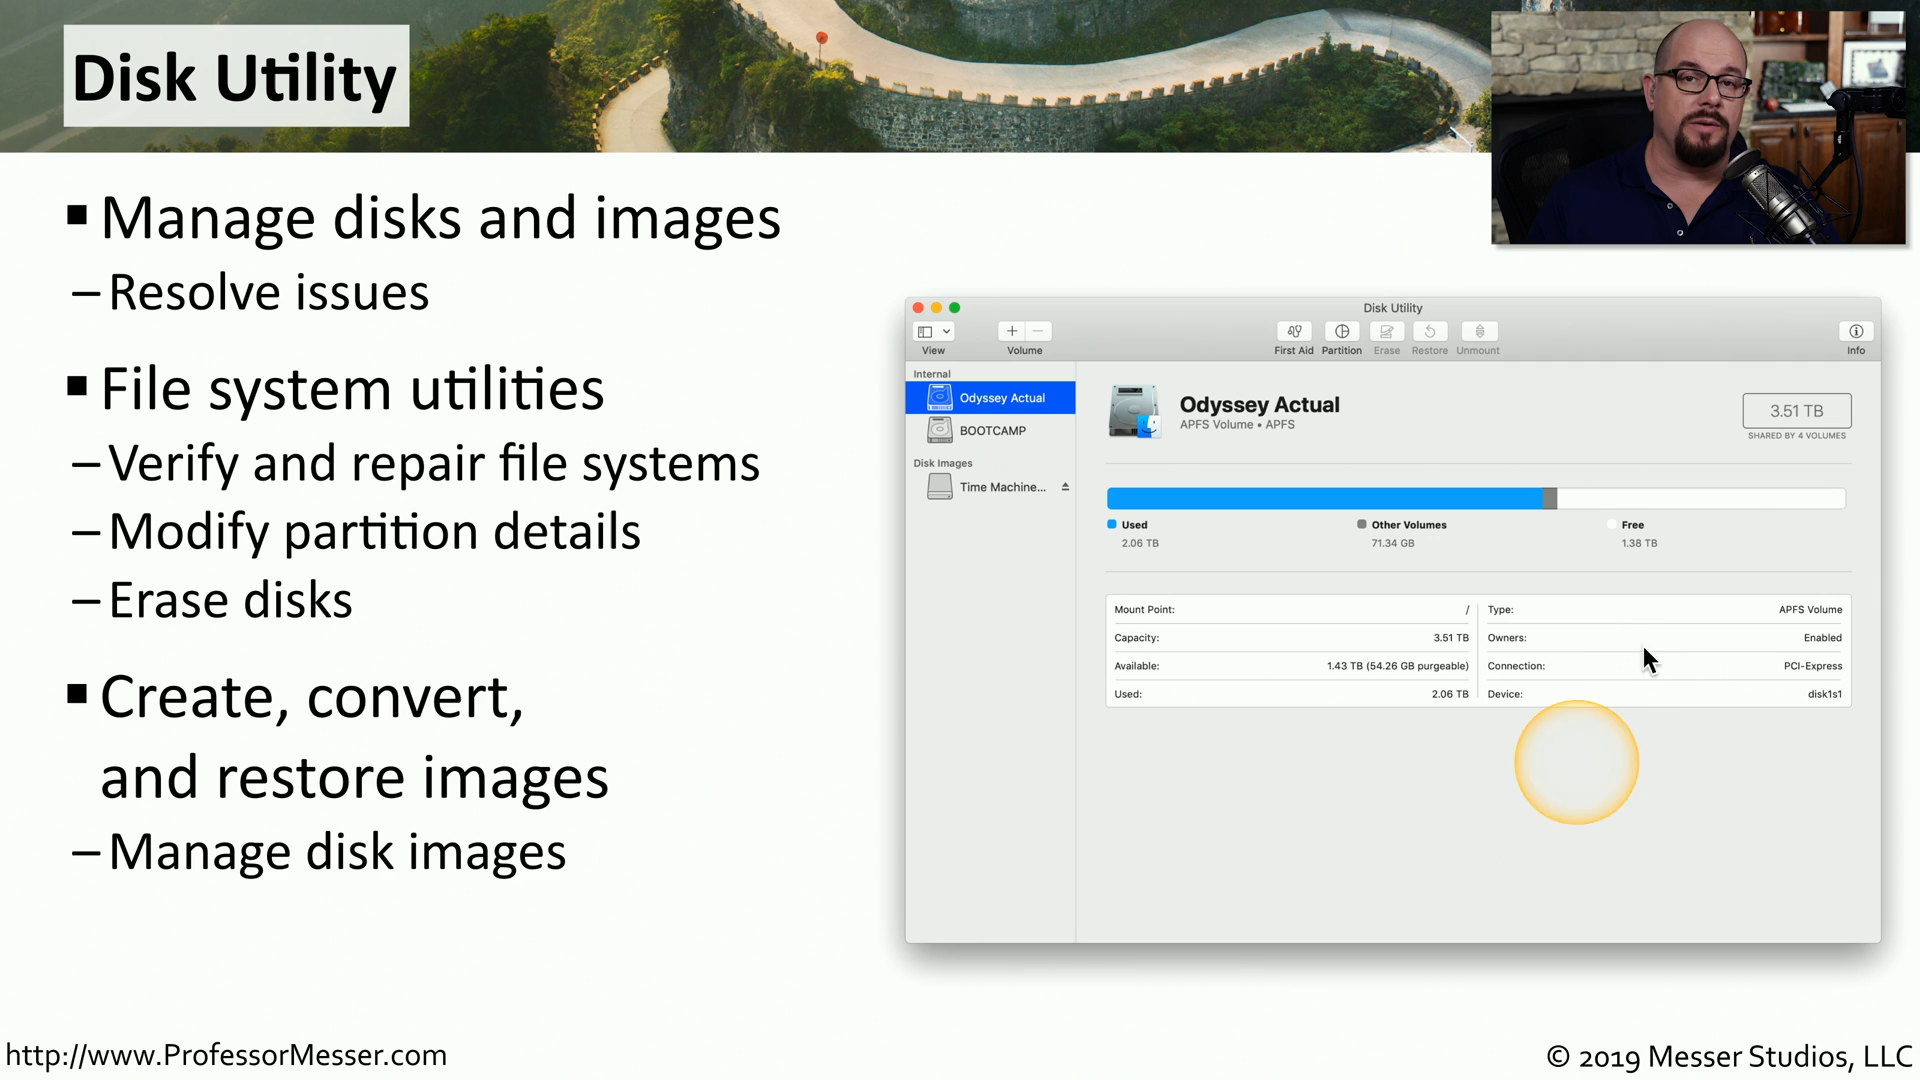 Disk Utility
▪ Manage disks and images
– Resolve issues
▪ File system utilities
– Verify and repair file systems
– Modify partition details
– Erase disks
▪ Create, convert,
and restore images
– Manage disk images
Disk Utility
View
Volume
First Aid
Partition
Erase
Restore
Unmount
Info
Internal
Odyssey Actual
BOOTCAMP
Disk Images
Time Machine...
Odyssey Actual
APFS Volume • APFS
3.51 TB
SHARED BY 4 VOLUMES
Used
2.06 TB
Other Volumes
71.34 GB
Free
1.38 TB
Mount Point: /
Capacity: 3.51 TB
Available: 1.43 TB (54.26 GB purgeable)
Used: 2.06 TB
Type: APFS Volume
Owners: Enabled
Connection: PCI-Express
Device: disk1s1
http://www.ProfessorMesser.com
© 2019 Messer Studios, LLC